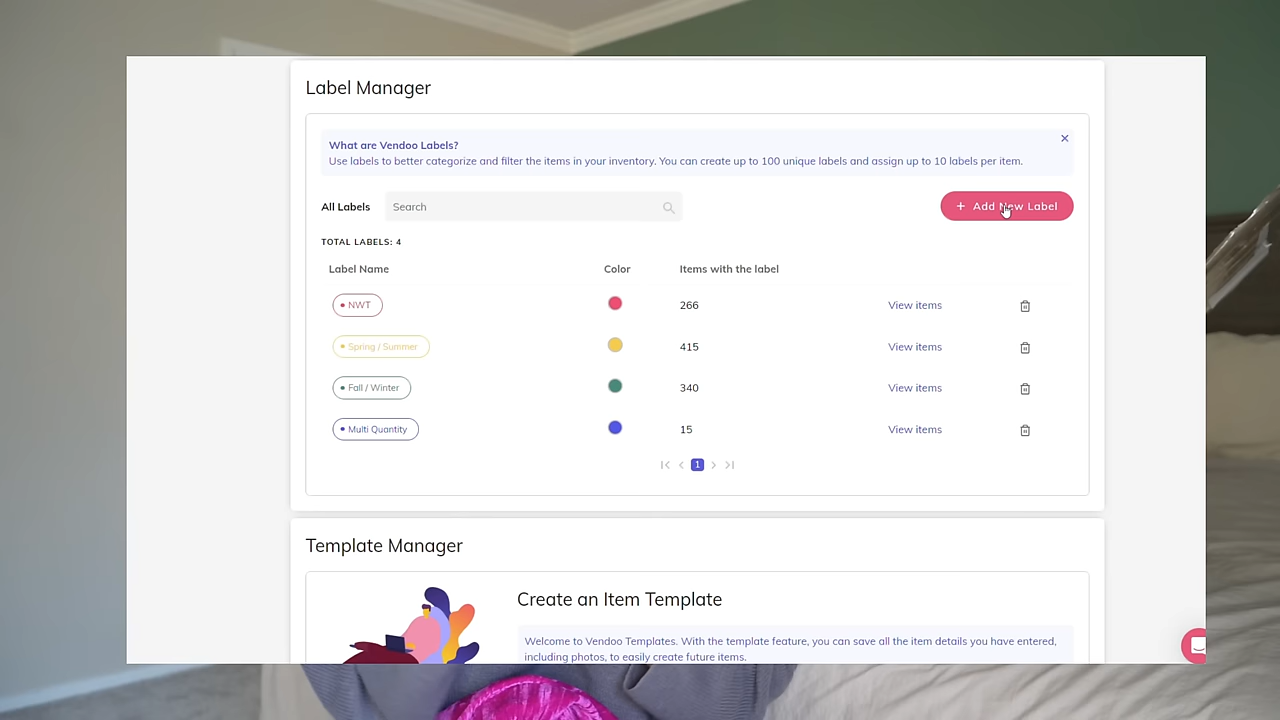 Label Manager
What are Vendoo Labels?
Use labels to better categorize and filter the items in your inventory. You can create up to 100 unique labels and assign up to 10 labels per item.
All Labels
Search
+ Add New Label
TOTAL LABELS: 4
Label Name Color Items with the label
NWT 266 View items
Spring / Summer 415 View items
Fall / Winter 340 View items
Multi Quantity 15 View items
1
Template Manager
Create an Item Template
Welcome to Vendoo Templates. With the template feature, you can save all the item details you have entered,
including photos, to easily create future items.